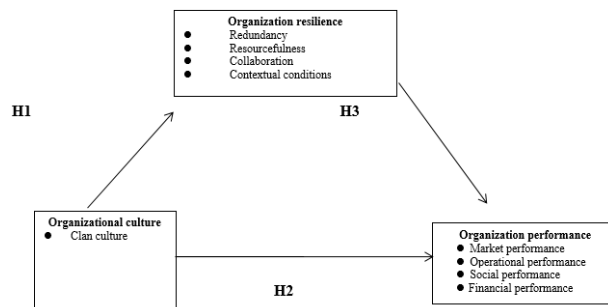 Organization resilience
● Redundancy
● Resourcefulness
● Collaboration
● Contextual conditions
H1
H3
Organizational culture
● Clan culture
Organization performance
● Market performance
● Operational performance
● Social performance
● Financial performance
H2